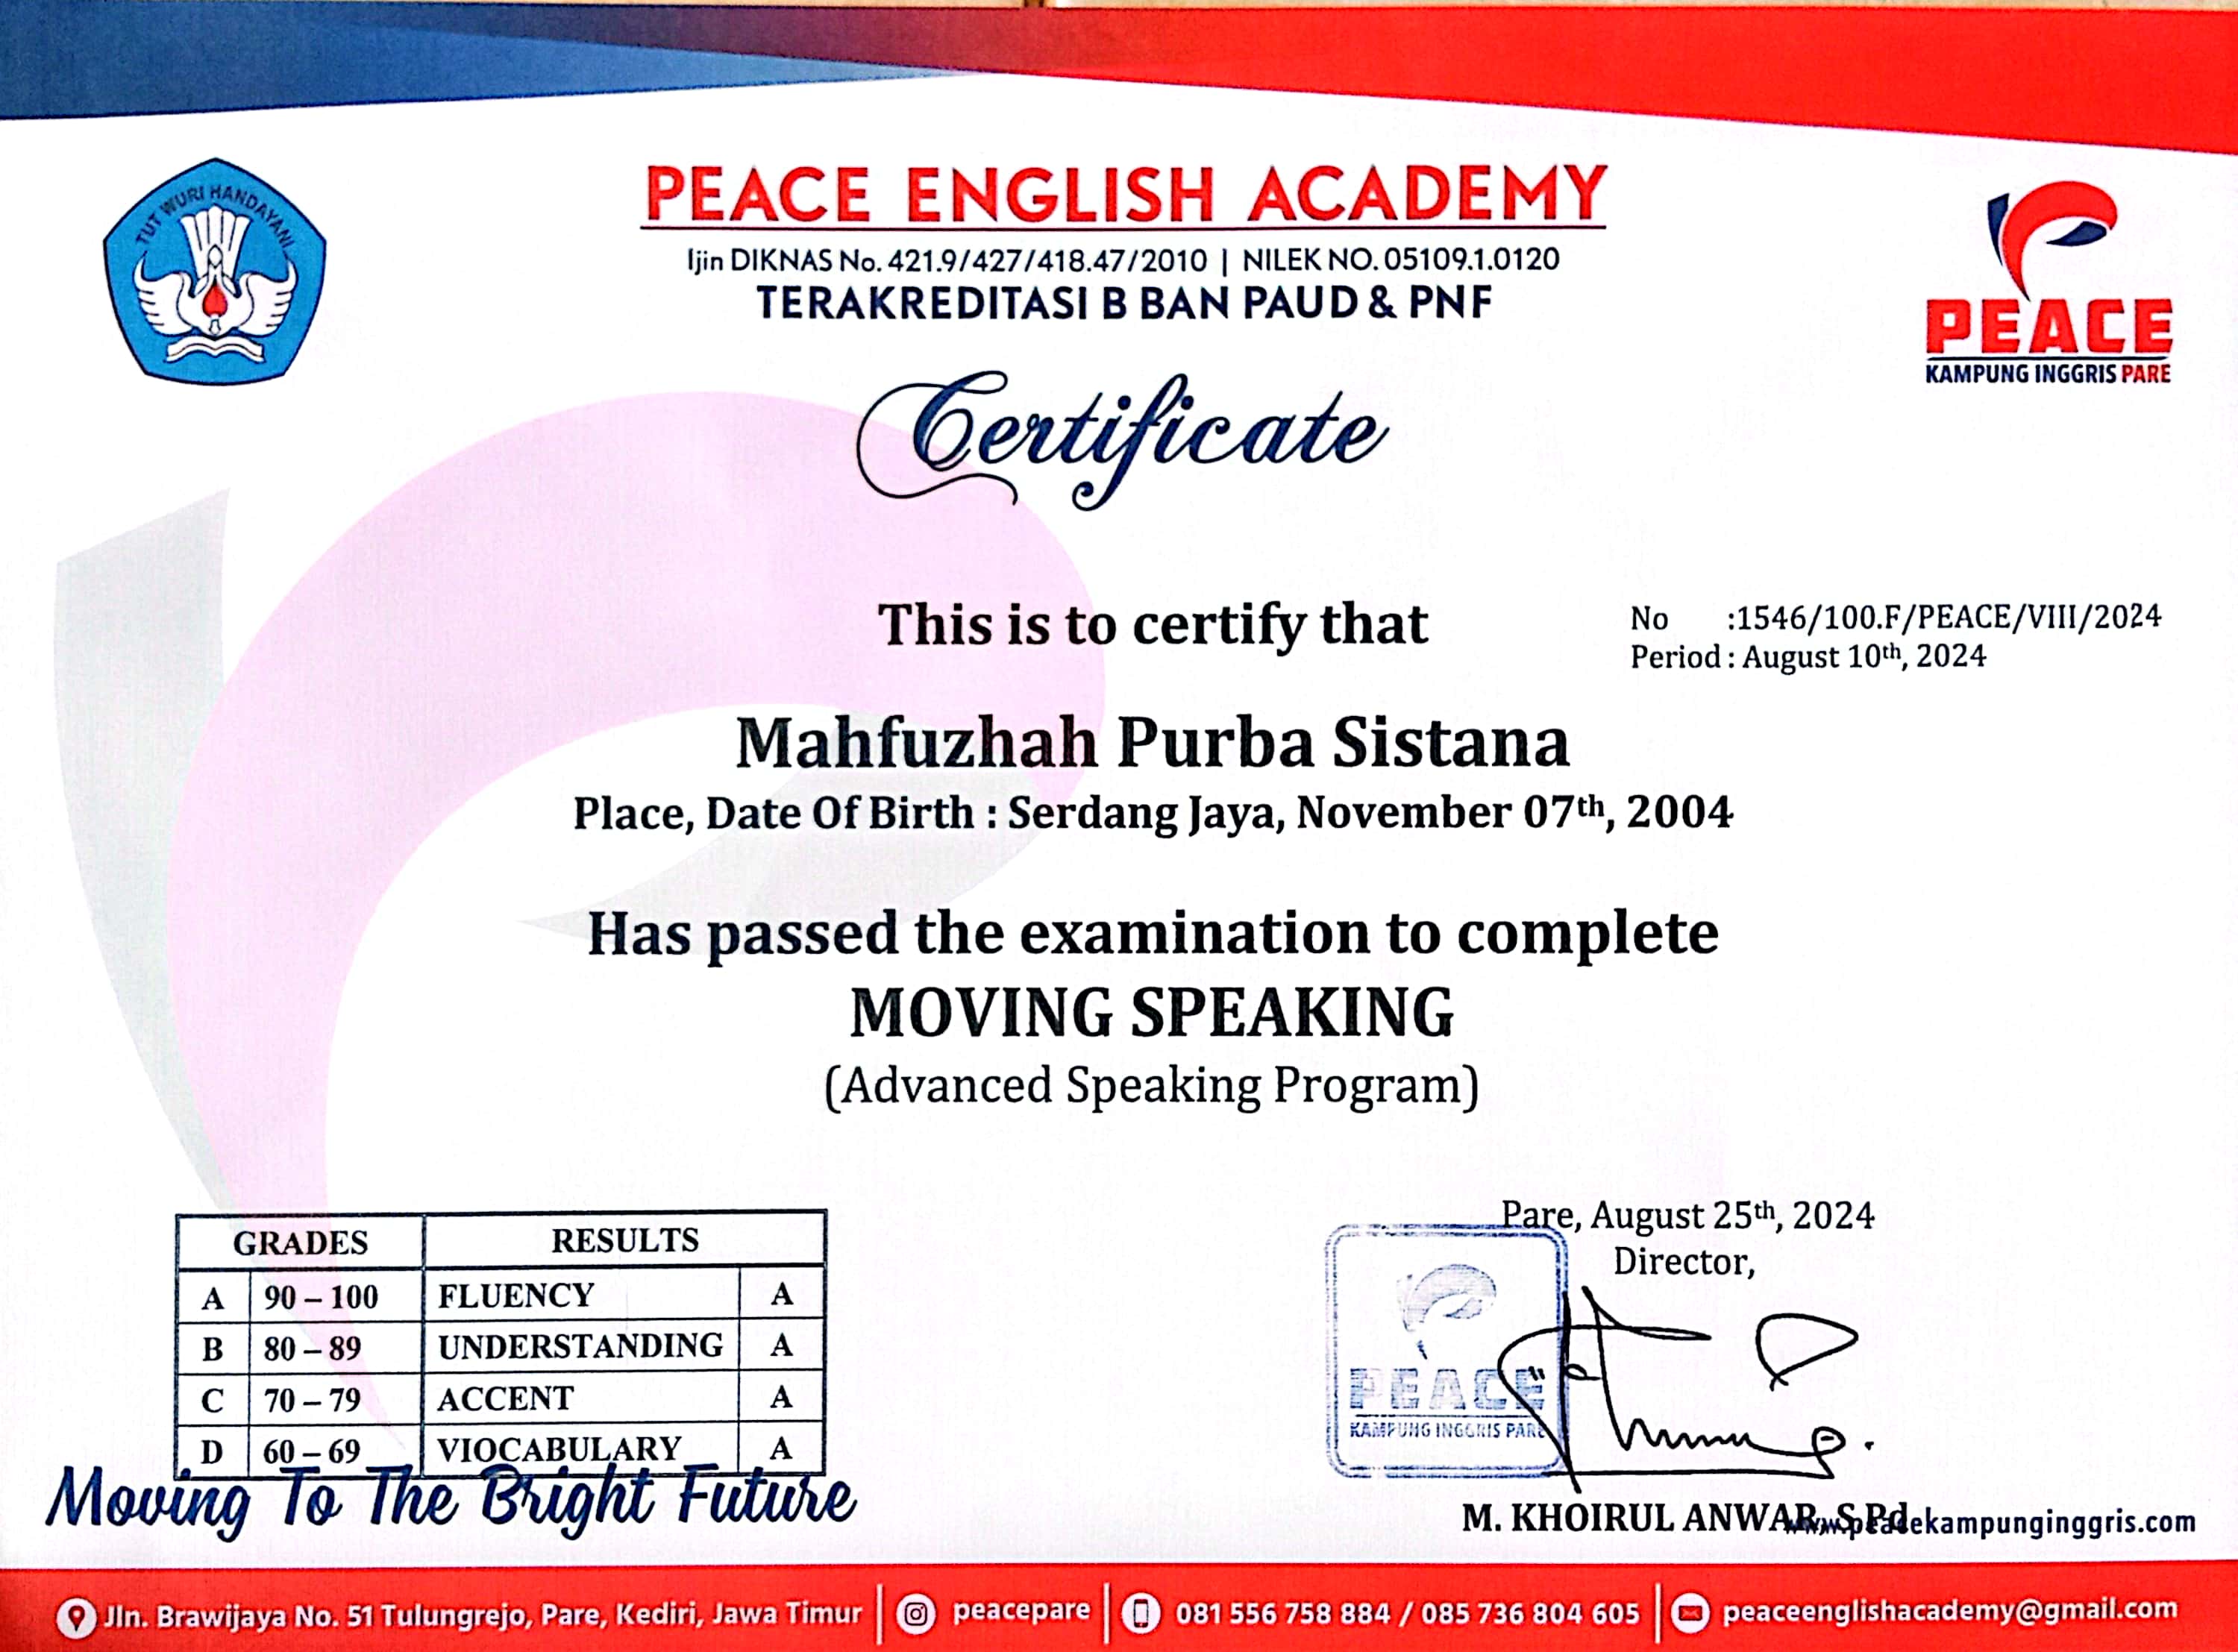 TUT WURI HANDAYANI
PEACE ENGLISH ACADEMY
Ijin DIKNAS No. 421.9/427/418.47/2010 | NILEK NO. 05109.1.0120
TERAKREDITASI B BAN PAUD & PNF
PEACE
KAMPUNG INGGRIS PARE
Certificate
This is to certify that
No :1546/100.F/PEACE/VIII/2024
Period : August 10th, 2024
Mahfuzhah Purba Sistana
Place, Date Of Birth : Serdang Jaya, November 07th, 2004
Has passed the examination to complete
MOVING SPEAKING
(Advanced Speaking Program)
GRADES RESULTS
A 90 – 100 FLUENCY A
B 80 – 89 UNDERSTANDING A
C 70 – 79 ACCENT A
D 60 – 69 VIOCABULARY A
Moving To The Bright Future
Pare, August 25th, 2024
Director,
PEACE
KAMPUNG INGGRIS PARE
M. KHOIRUL ANWAR, S.Pd
www.peacekampunginggris.com
Jln. Brawijaya No. 51 Tulungrejo, Pare, Kediri, Jawa Timur
peacepare
081 556 758 884 / 085 736 804 605
peaceenglishacademy@gmail.com